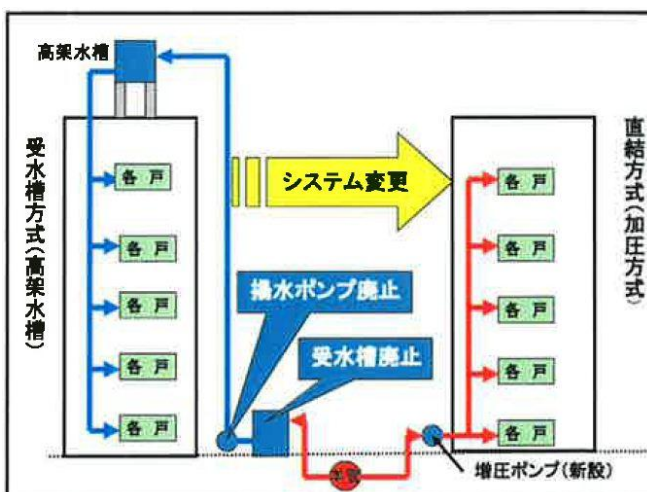 高架水槽
受水槽方式(高架水槽)
各 戸
各 戸
各 戸
各 戸
各 戸
システム変更
揚水ポンプ廃止
受水槽廃止
直結方式(加圧方式)
各 戸
各 戸
各 戸
各 戸
各 戸
増圧ポンプ(新設)